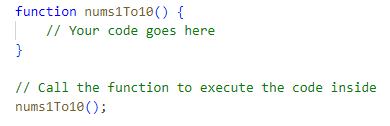 function nums1To10() {
    // Your code goes here
}

// Call the function to execute the code inside
nums1To10();